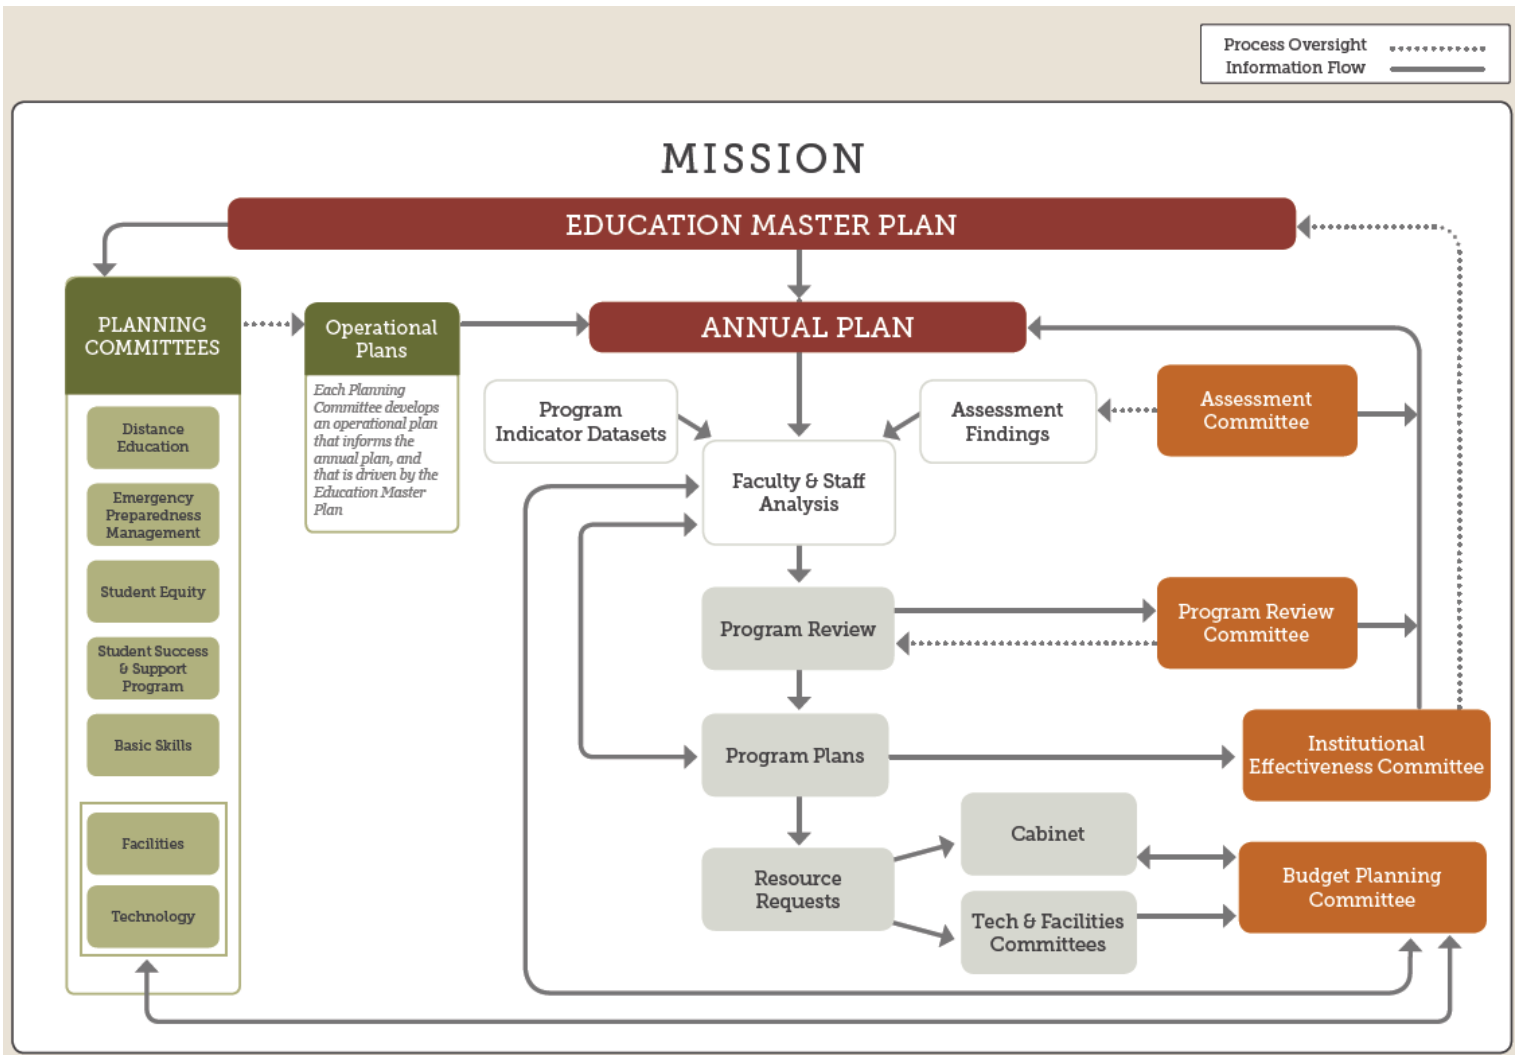 Process Oversight
Information Flow
MISSION
EDUCATION MASTER PLAN
PLANNING
COMMITTEES
Operational
Plans
ANNUAL PLAN
Each Planning
Committee develops
an operational plan
that informs the
annual plan, and
that is driven by the
Education Master
Plan
Distance
Education
Emergency
Preparedness
Management
Student Equity
Student Success
& Support
Program
Basic Skills
Facilities
Technology
Program
Indicator Datasets
Assessment
Findings
Assessment
Committee
Faculty & Staff
Analysis
Program Review
Program Review
Committee
Program Plans
Institutional
Effectiveness Committee
Resource
Requests
Cabinet
Tech & Facilities
Committees
Budget Planning
Committee